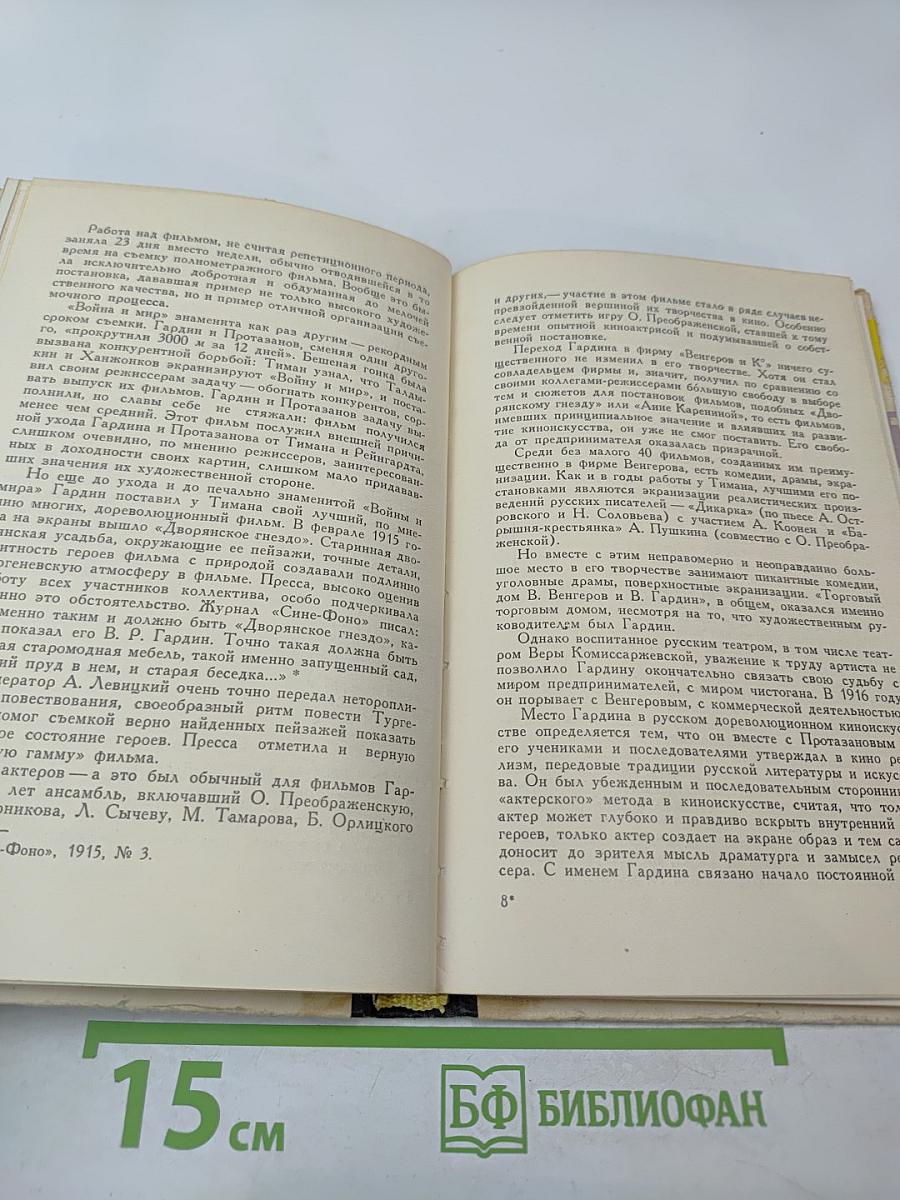 Работа над фильмом, не считая репетиционного периода,
заняла 23 дня вместо недели, обычно отводившейся в то
время на съемку полнометражного фильма. Вообще это бы-
ла исключительно добротная и обдуманная до мелочей
постановка, дававшая пример не только высокого художе-
ственного качества, но и пример отличной организации съе-
мочного процесса.
«Война и мир» знаменита как раз другим — рекордным
сроком съемки. Гардин и Протазанов, сменяя один друго-
го, «прокрутили 3000 м за 12 дней». Бешеная гонка была
вызвана конкурентной борьбой: Тиман узнал, что Талды-
кин и Ханжонков экранизируют «Войну и мир», и поста-
вил своим режиссерам задачу — обогнать конкурентов, сор-
вать выпуск их фильмов. Гардин и Протазанов задачу вы-
полнили, но славы себе не стяжали: фильм получился
менее чем средний. Этот фильм послужил внешней причи-
ной ухода Гардина и Протазанова от Тимана и Рейнгардта,
слишком очевидно, по мнению режиссеров, заинтересован-
ных в доходности своих картин, слишком мало придавав-
ших значения их художественной стороне.
Но еще до ухода и до печально знаменитой «Войны и
мира» Гардин поставил у Тимана свой лучший, по мне-
нию многих, дореволюционный фильм. В феврале 1915 го-
а на экраны вышло «Дворянское гнездо». Старинная дво-
янская усадьба, окружающие ее пейзажи, точные детали,
итность героев фильма с природой создавали подлинно
ргеневскую атмосферу в фильме. Пресса, высоко оценив
боту всех участников коллектива, особо подчеркивала
нно это обстоятельство. Журнал «Сине-Фоно» писал:
менно таким и должно быть «Дворянское гнездо», ка-
показал его В. Р. Гардин. Точно такая должна быть
ая старомодная мебель, такой именно запущенный сад,
ий пруд в нем, и старая беседка...» *
ператор А. Левицкий очень точно передал неторопли-
повествования, своеобразный ритм повести Турге-
омог съемкой верно найденных пейзажей показать
ое состояние героев. Пресса отметила и верную
ую гамму» фильма.
актеров — а это был обычный для фильмов Гар-
лет ансамбль, включавший О. Преображенскую,
рникова, Л. Сычеву, М. Тамарова, Б. Орлицкого
-Фоно», 1915, № 3.
и других,— участие в этом фильме стало в ряде случаев не-
превзойденной вершиной их творчества в кино. Особенно
следует отметить игру О. Преображенской, ставшей к тому
времени опытной киноактрисой и подумывавшей о собст-
венной постановке.
Переход Гардина в фирму «Венгеров и К°» ничего су-
щественного не изменил в его творчестве. Хотя он стал
совладельцем фирмы и, значит, получил по сравнению со
своими коллегами-режиссерами бо́льшую свободу в выборе
тем и сюжетов для постановок фильмов, подобных «Дво-
рянскому гнезду» или «Анне Карениной», то есть фильмов,
имевших принципиальное значение и влиявших на разви-
тие киноискусства, он уже не смог поставить. Его свобо-
да от предпринимателя оказалась призрачной.
Среди без малого 40 фильмов, созданных им преиму-
щественно в фирме Венгерова, есть комедии, драмы, экра-
низации. Как и в годы работы у Тимана, лучшими его по-
становками являются экранизации реалистических произ-
ведений русских писателей — «Дикарка» (по пьесе А. Ост-
ровского и Н. Соловьева) с участием А. Коонен и «Ба-
рышня-крестьянка» А. Пушкина (совместно с О. Преобра-
женской).
Но вместе с этим неправомерно и неоправданно боль-
шое место в его творчестве занимают пикантные комедии,
уголовные драмы, поверхностные экранизации. «Торговый
дом В. Венгеров и В. Гардин», в общем, оказался именно
торговым домом, несмотря на то, что художественным ру-
ководителем был Гардин.
Однако воспитанное русским театром, в том числе теат-
ром Веры Комиссаржевской, уважение к труду артиста не
позволило Гардину окончательно связать свою судьбу с
миром предпринимателей, с миром чистогана. В 1916 году
он порывает с Венгеровым, с коммерческой деятельностью
Место Гардина в русском дореволюционном киноискус
стве определяется тем, что он вместе с Протазановым
его учениками и последователями утверждал в кино ре
лизм, передовые традиции русской литературы и искус
ва. Он был убежденным и последовательным сторонни
«актерского» метода в киноискусстве, считая, что тол
актер может глубоко и правдиво вскрыть внутренний
героев, только актер создает на экране образ и тем са
доносит до зрителя мысль драматурга и замысел ре
сера. С именем Гардина связано начало постоянной
8*
15 см
БФ БИБЛИОФАН